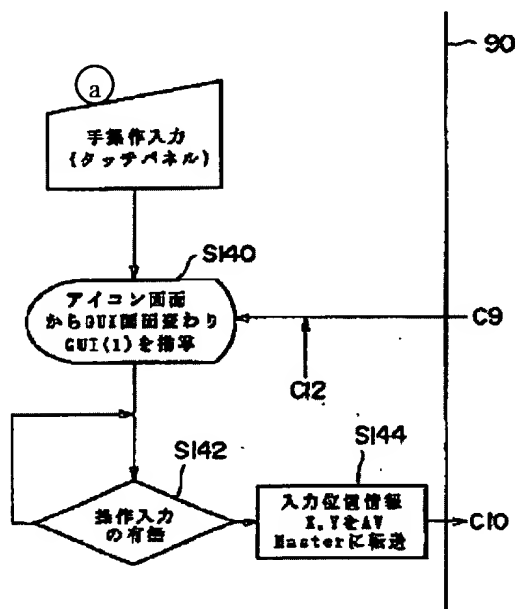 90
a
手操作入力
(タッチパネル)
S140
アイコン画面
からGUI画面変わり
GUI(1)を描写
C9
C12
S142
操作入力
の有無
S144
入力位置情報
X,YをAV
Masterに転送
C10